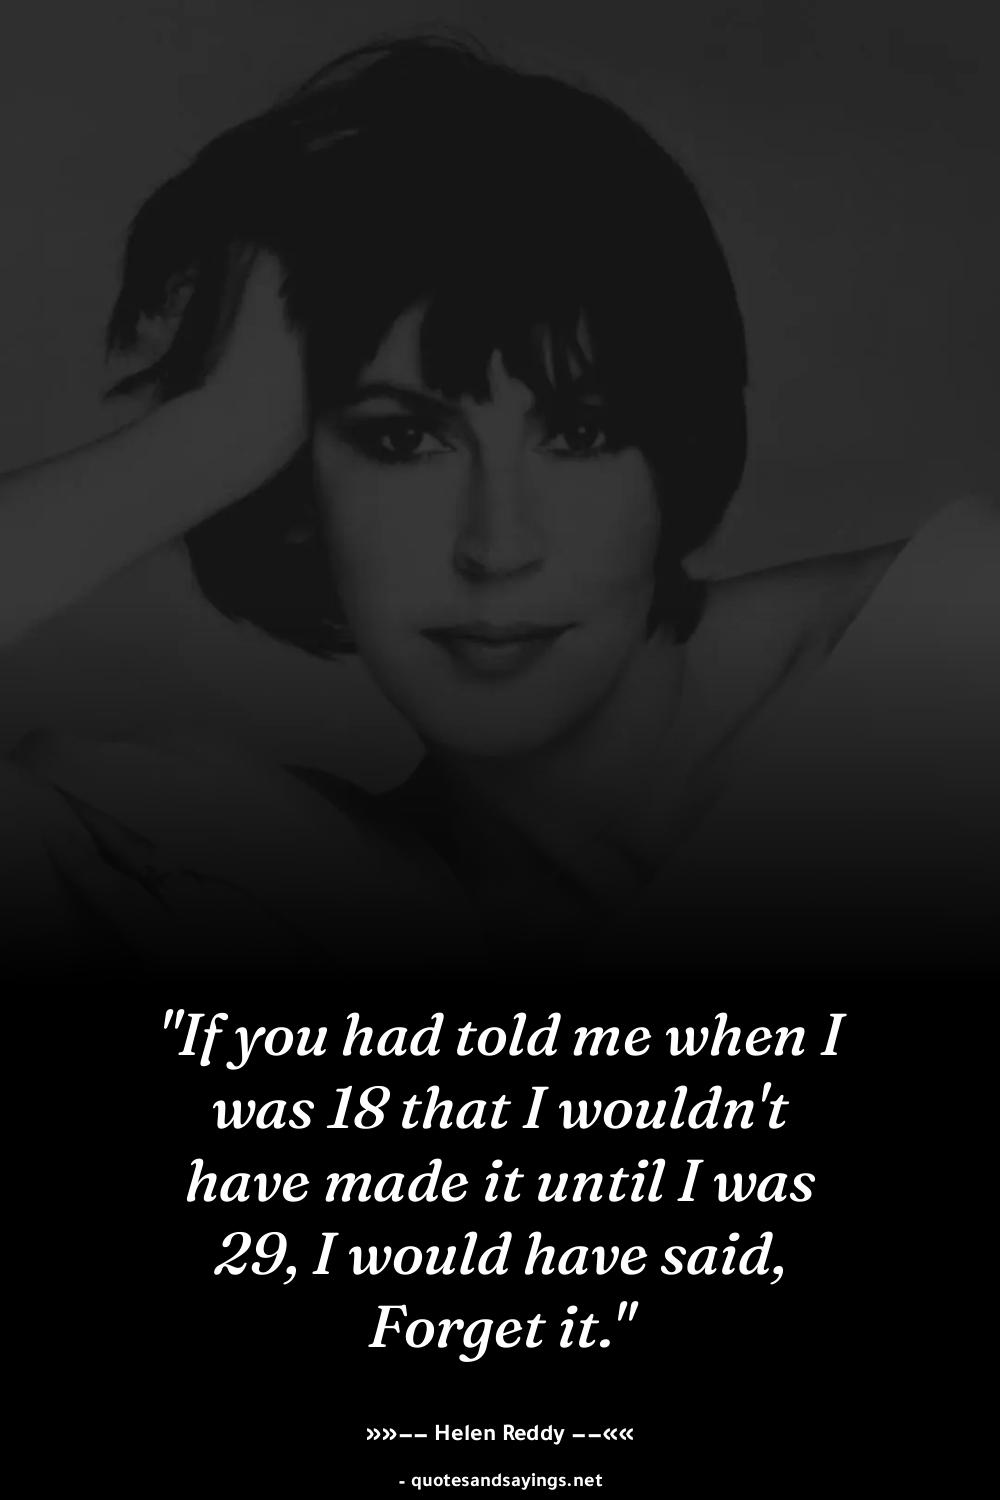 "If you had told me when I
was 18 that I wouldn't
have made it until I was
29, I would have said,
Forget it."
»»–– Helen Reddy ––««
- quotesandsayings.net